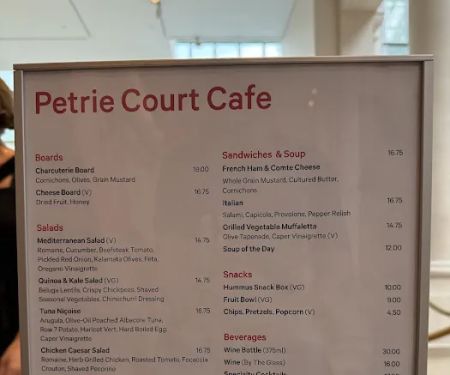 Petrie Court Cafe
Boards
Charcuterie Board 19.00
Cornichons, Olives, Grain Mustard
Cheese Board (V) 16.75
Dried Fruit, Honey
Salads
Mediterranean Salad (V) 16.75
Romaine, Cucumber, Beefsteak Tomato,
Pickled Red Onion, Kalamata Olives, Feta,
Oregano Vinaigrette
Quinoa & Kale Salad (VG) 14.75
Beluga Lentils, Crispy Chickpeas, Shaved
Seasonal Vegetables, Chimichurri Dressing
Tuna Niçoise
Arugula, Olive-Oil Poached Albacore Tuna,
Row 7 Potato, Haricot Vert, Hard Boiled Egg
Caper Vinaigrette
Chicken Caesar Salad 16.75
Romaine, Herb Grilled Chicken, Roasted Tomato, Focaccia
Crouton, Shaved Pecorino
Sandwiches & Soup
French Ham & Comte Cheese 16.75
Whole Grain Mustard, Cultured Butter,
Cornichons
Italian 16.75
Salami, Capicola, Provolone, Pepper Relish
Grilled Vegetable Muffaletta 14.75
Olive Tapenade, Caper Vinaigrette (V)
Soup of the Day 12.00
Snacks
Hummus Snack Box (VG) 10.00
Fruit Bowl (VG) 9.00
Chips, Pretzels, Popcorn (V) 4.50
Beverages
Wine Bottle (375ml) 30.00
Wine (By The Glass) 16.00
Specialty Cocktails